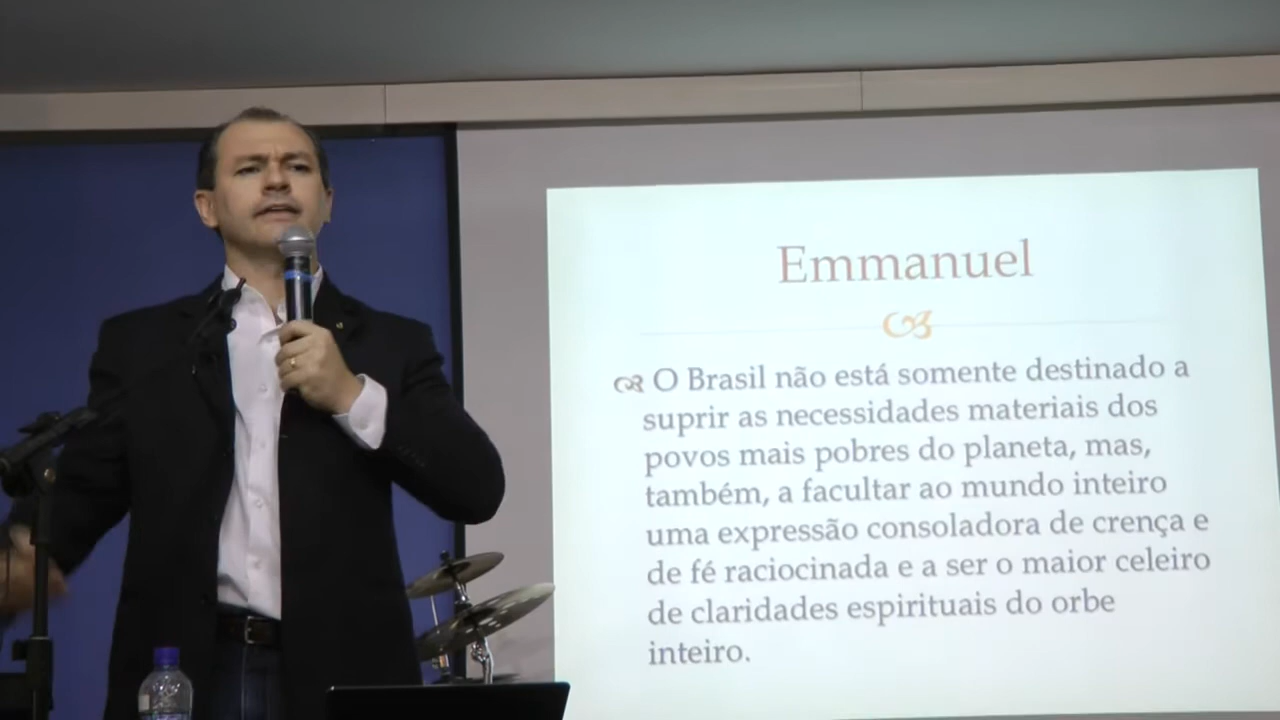 Emmanuel
O Brasil não está somente destinado a
suprir as necessidades materiais dos
povos mais pobres do planeta, mas,
também, a facultar ao mundo inteiro
uma expressão consoladora de crença e
de fé raciocinada e a ser o maior celeiro
de claridades espirituais do orbe
inteiro.